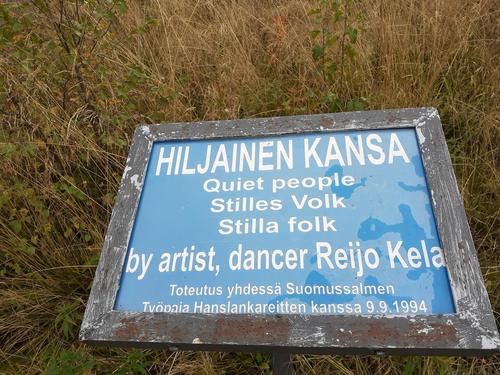 HILJAINEN KANSA
Quiet people
Stilles Volk
Stilla folk
by artist, dancer Reijo Kela
Toteutus yhdessä Suomussalmen
Työpaja Hanslankareitten kanssa 9.9.1994